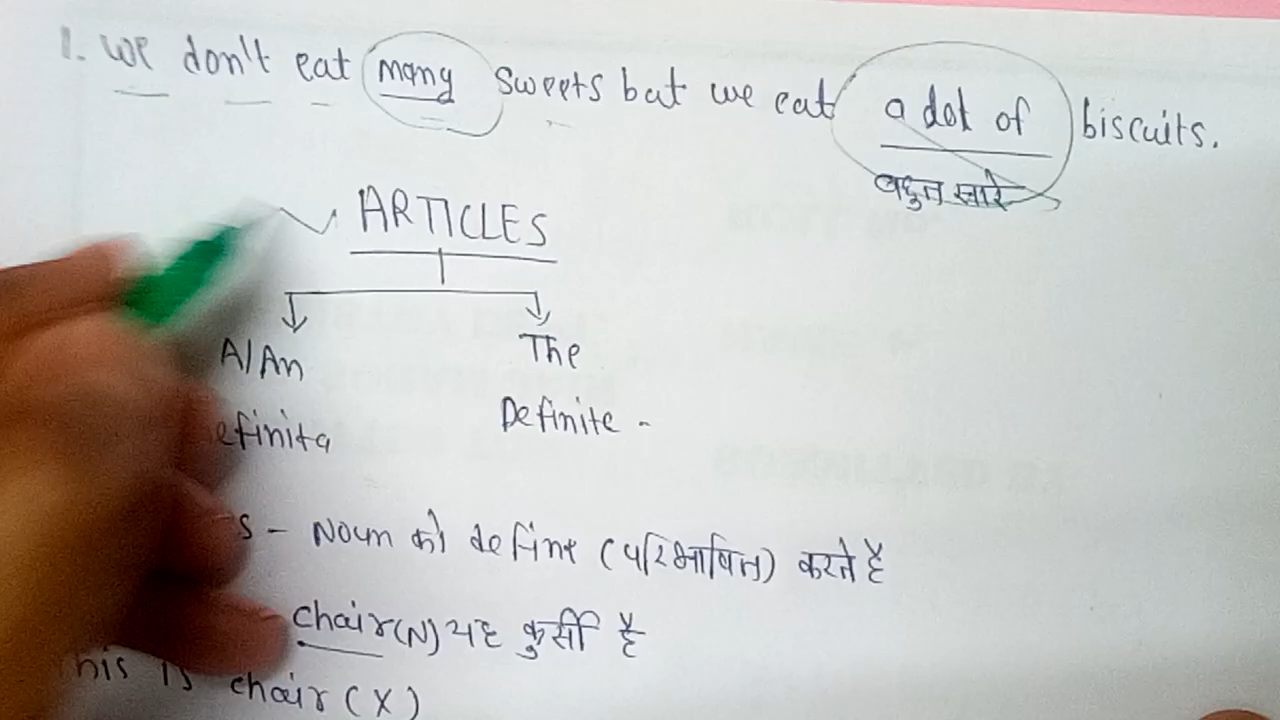 1. we don't eat many sweets but we eat a lot of biscuits.
बहुत सारे
ARTICLES
A/An The
efinita Definite -
s - Noun को define (परिभाषित) करते है
chair(N) यह कुर्सी है
his is chair (X)